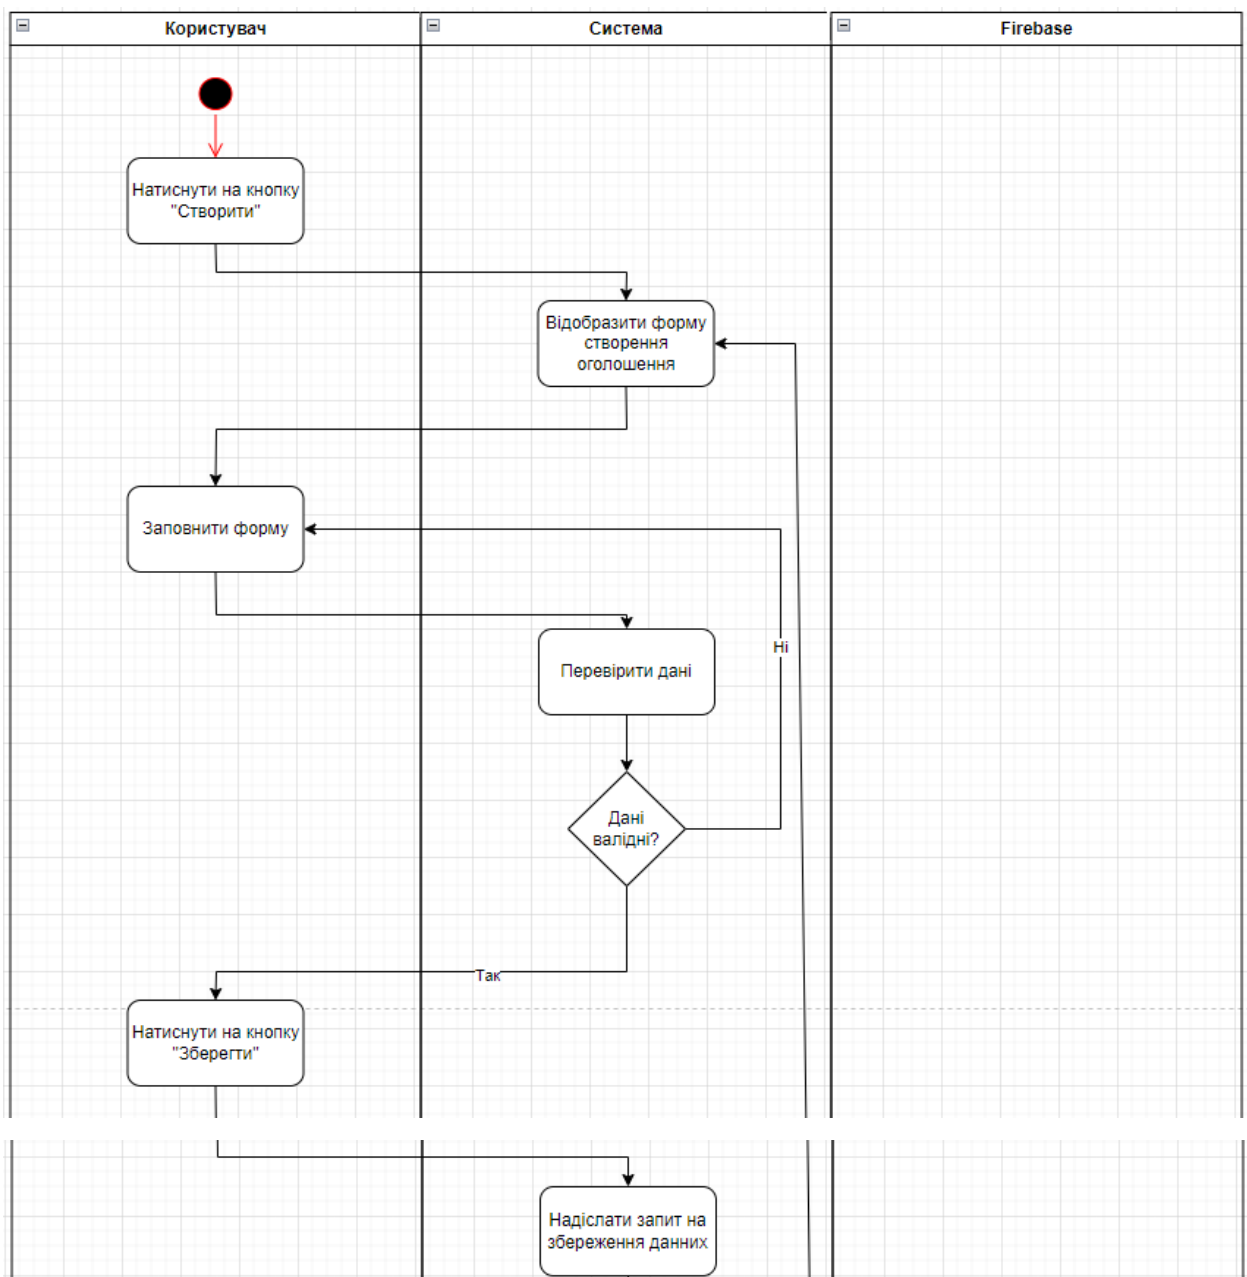 Користувач
Система
Firebase
Натиснути на кнопку
"Створити"
Відобразити форму
створення
оголошення
Заповнити форму
Перевірити дані
Ні
Дані
валідні?
Так
Натиснути на кнопку
"Зберегти"
Надіслати запит на
збереження данних